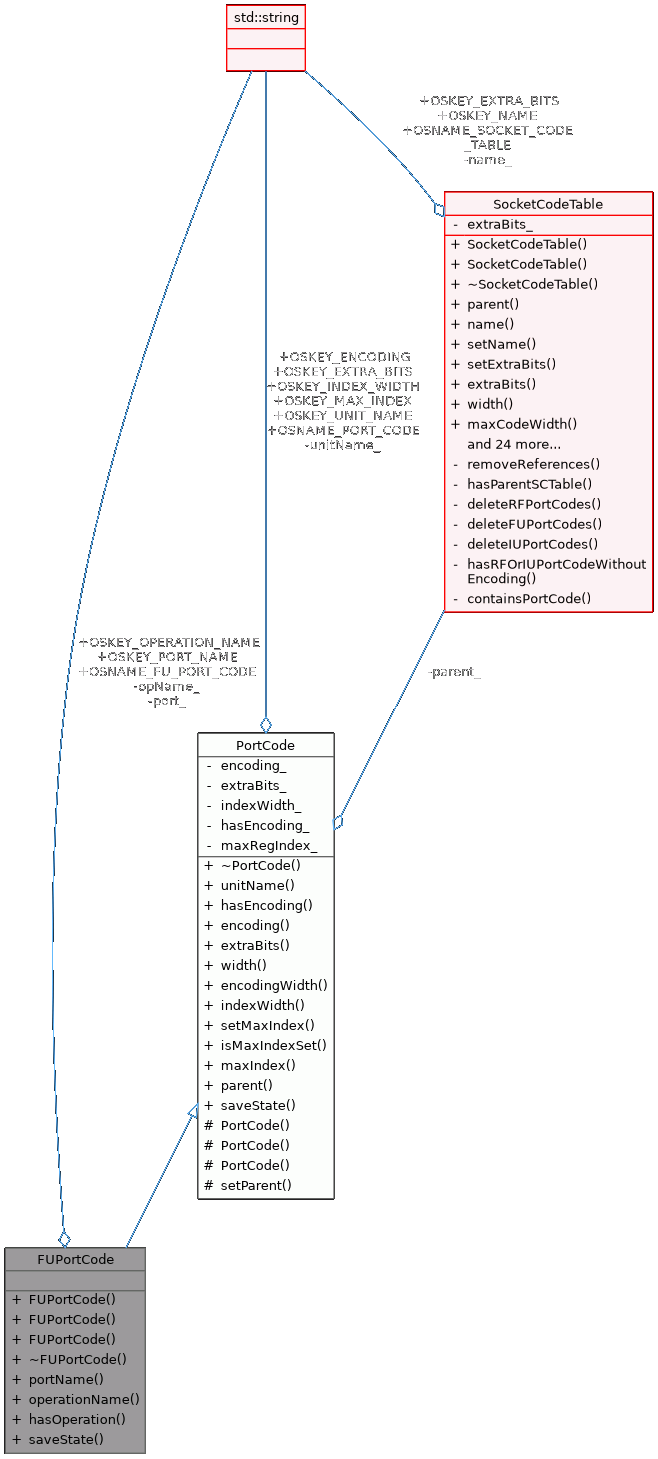 std::string
+OSKEY_EXTRA_BITS
+OSKEY_NAME
+OSNAME_SOCKET_CODE
_TABLE
-name_
SocketCodeTable
- extraBits_
+ SocketCodeTable()
+ SocketCodeTable()
+ ~SocketCodeTable()
+ parent()
+ name()
+ setName()
+ setExtraBits()
+ extraBits()
+ width()
+ maxCodeWidth()
and 24 more...
- removeReferences()
- hasParentSCTable()
- deleteRFPortCodes()
- deleteFUPortCodes()
- deleteIUPortCodes()
- hasRFOrIUPortCodeWithout
Encoding()
- containsPortCode()
+OSKEY_ENCODING
+OSKEY_EXTRA_BITS
+OSKEY_INDEX_WIDTH
+OSKEY_MAX_INDEX
+OSKEY_UNIT_NAME
+OSNAME_PORT_CODE
-unitName_
+OSKEY_OPERATION_NAME
+OSKEY_PORT_NAME
+OSNAME_FU_PORT_CODE
-opName_
-port_
-parent_
PortCode
- encoding_
- extraBits_
- indexWidth_
- hasEncoding_
- maxRegIndex_
+ ~PortCode()
+ unitName()
+ hasEncoding()
+ encoding()
+ extraBits()
+ width()
+ encodingWidth()
+ indexWidth()
+ setMaxIndex()
+ isMaxIndexSet()
+ maxIndex()
+ parent()
+ saveState()
# PortCode()
# PortCode()
# PortCode()
# setParent()
FUPortCode
+ FUPortCode()
+ FUPortCode()
+ FUPortCode()
+ ~FUPortCode()
+ portName()
+ operationName()
+ hasOperation()
+ saveState()